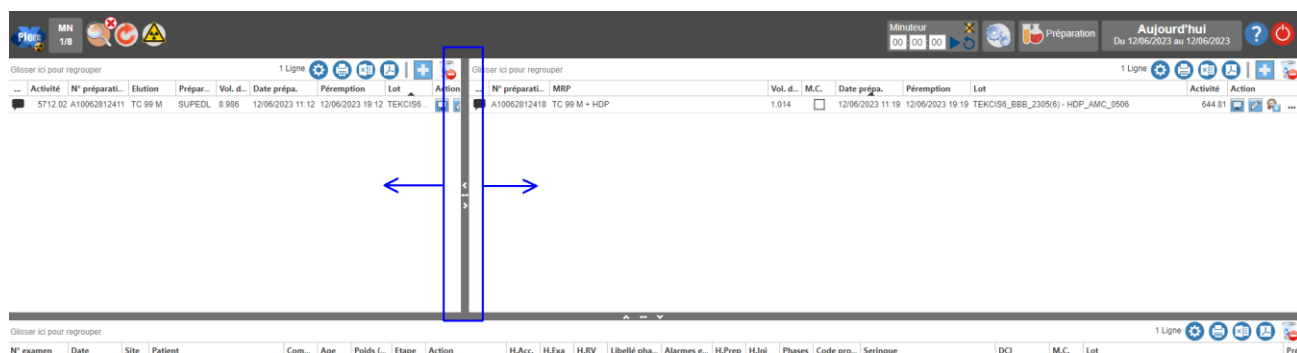 Plom X
MN
1/8
Minuteur
00 00 00
Préparation
Aujourd'hui
Du 12/06/2023 au 12/06/2023
?
Glisser ici pour regrouper
1 Ligne
... Activité N° préparati... Elution Prépar... Vol. d... Date prépa. Péremption Lot Action
5712.02 A10062812411 TC 99 M SUPEDL 8.986 12/06/2023 11:12 12/06/2023 19:12 TEKCIS6...
Glisser ici pour regrouper
1 Ligne
... N° préparati... MRP Vol. d... M.C. Date prépa. Péremption Lot Activité Action
A10062812418 TC 99 M + HDP 1.014 12/06/2023 11:19 12/06/2023 19:19 TEKCIS6_BBB_2305(6) - HDP_AMC_0506 644.81 ...
Glisser ici pour regrouper
1 Ligne
N° examen Date Site Patient Com... Age Poids (... Etape Action H.Acc. H.Exa. H.RV Libellé pha... Alarmes e... H.Prep H.Inj Phases Code pro... Seringue DCI M.C. Lot Pré